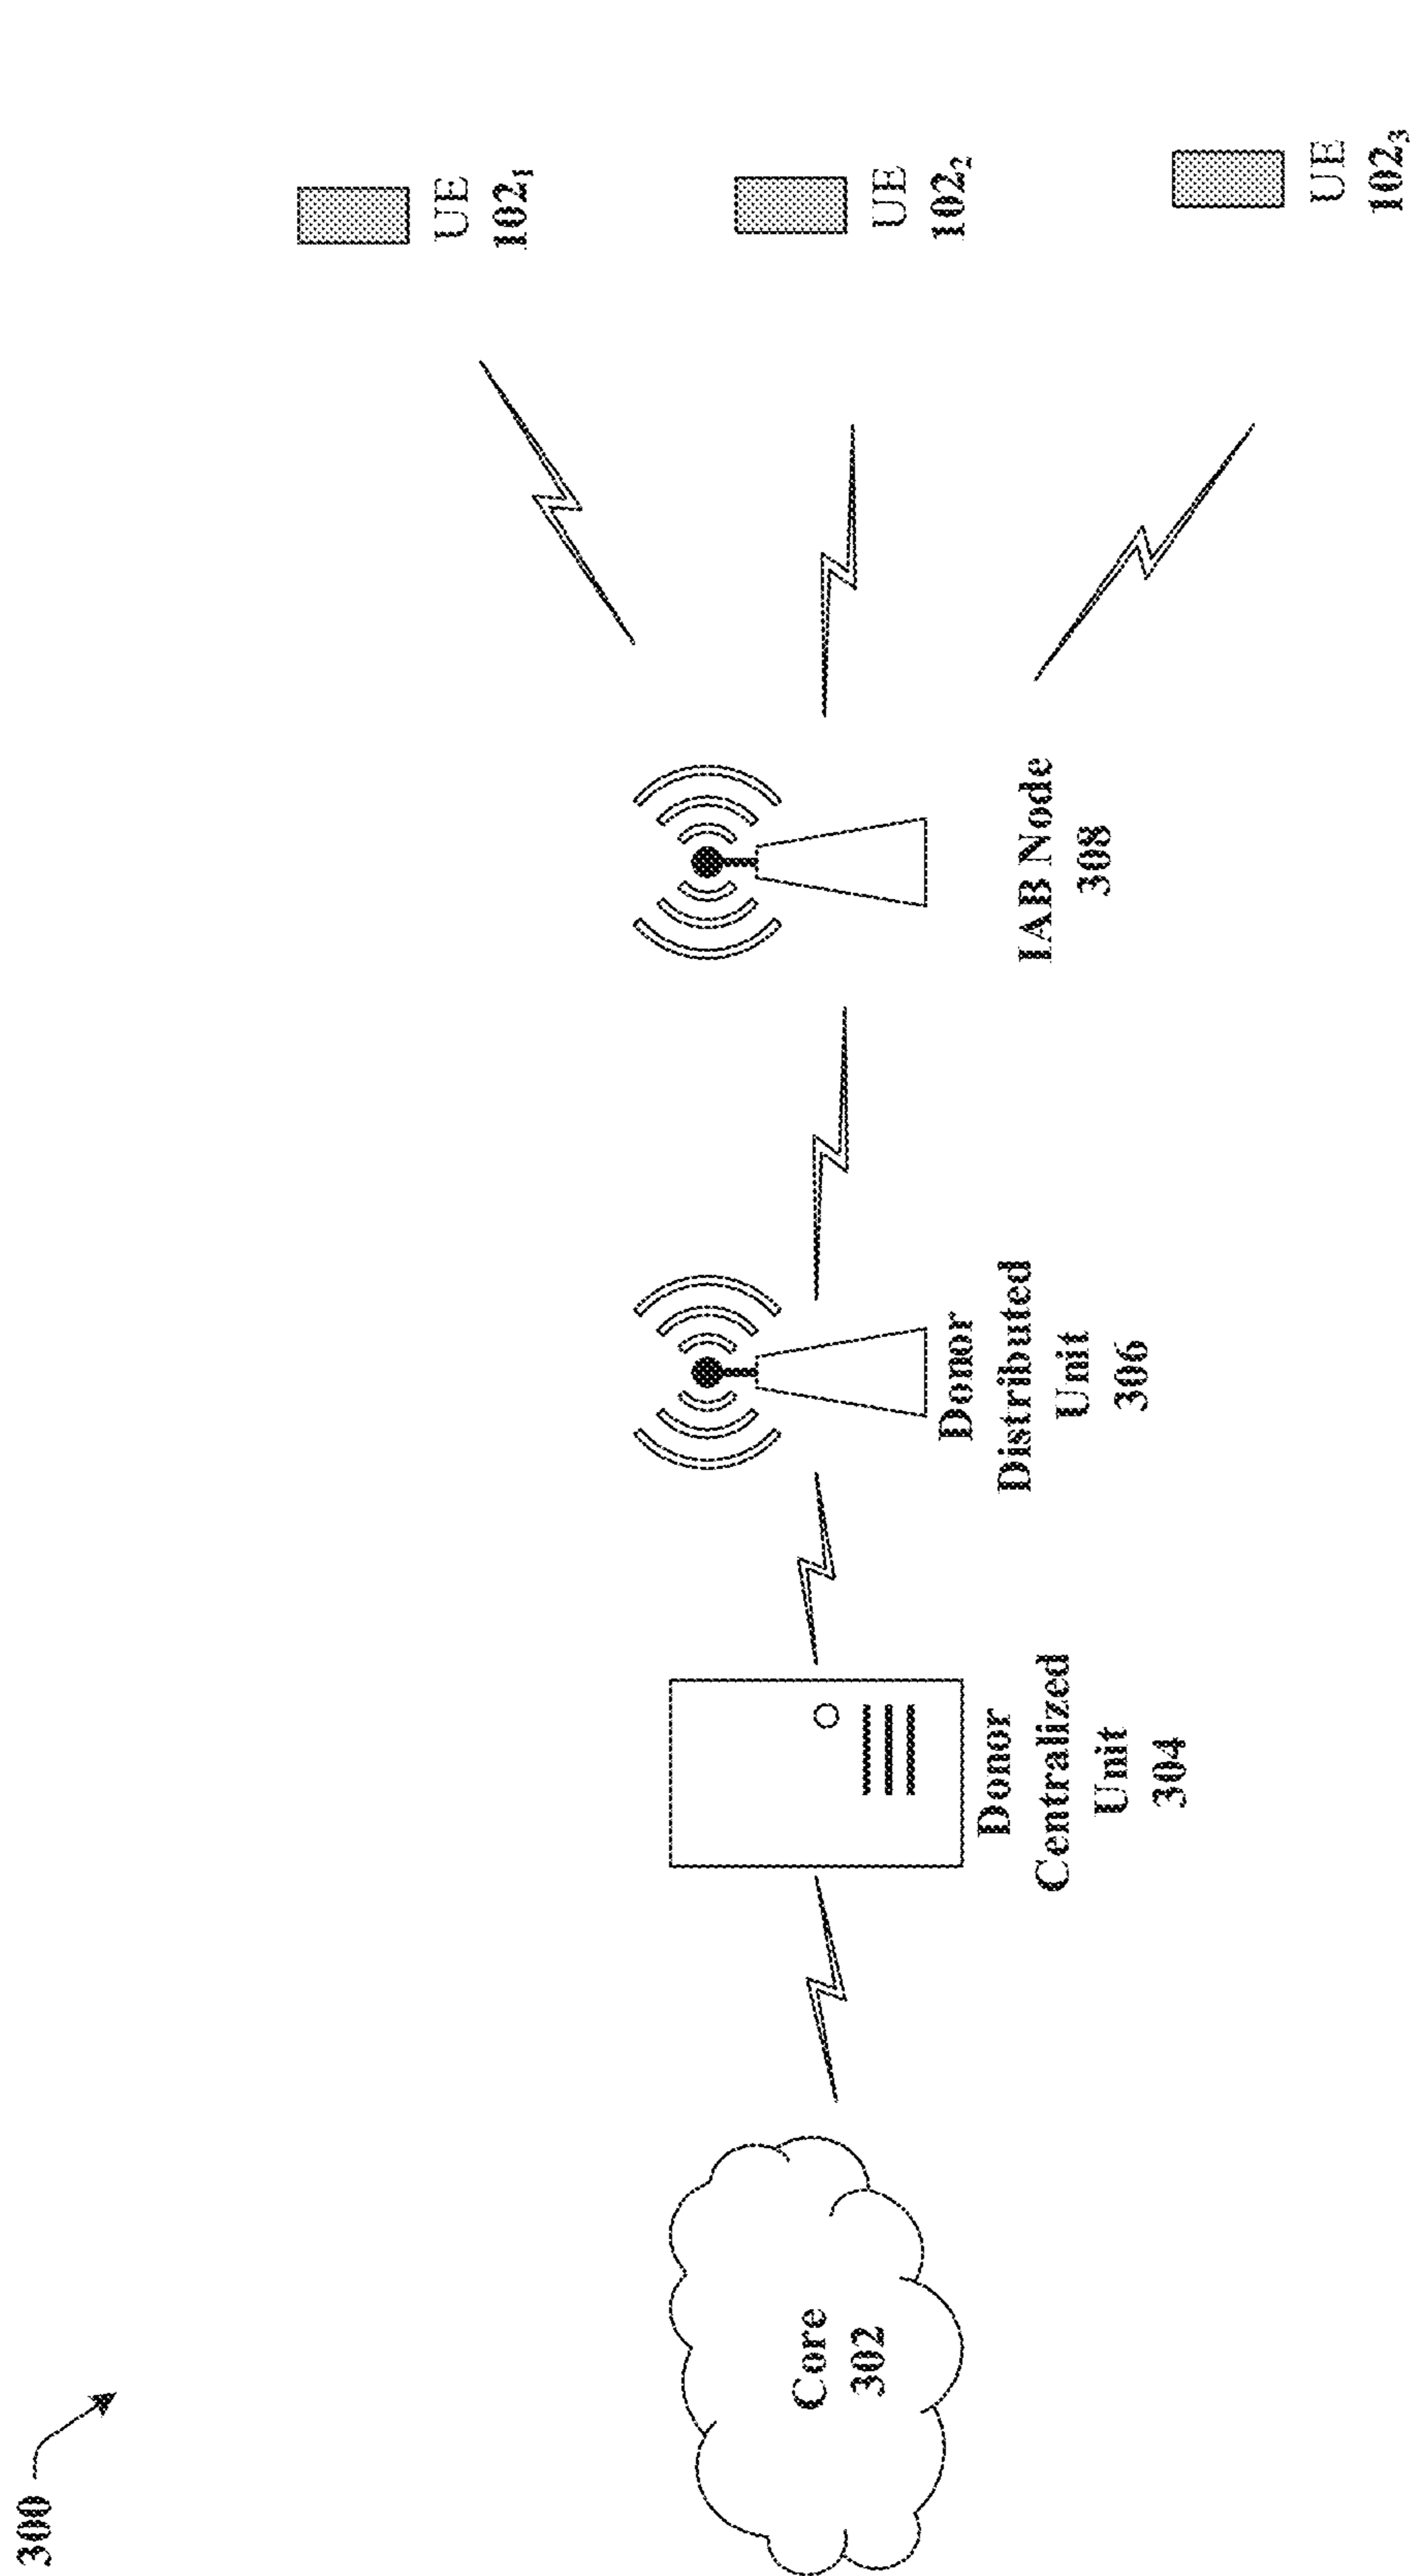 300
Core
302
Donor
Centralized
Unit
304
Donor
Distributed
Unit
306
IAB Node
308
UE
102₁
UE
102₂
UE
102₃